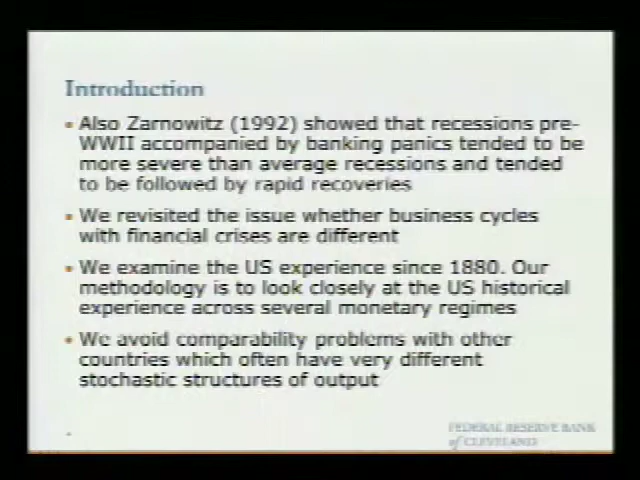 Introduction
Also Zarnowitz (1992) showed that recessions pre-
WWII accompanied by banking panics tended to be
more severe than average recessions and tended
to be followed by rapid recoveries
We revisited the issue whether business cycles
with financial crises are different
We examine the US experience since 1880. Our
methodology is to look closely at the US historical
experience across several monetary regimes
We avoid comparability problems with other
countries which often have very different
stochastic structures of output
FEDERAL RESERVE BANK
of CLEVELAND